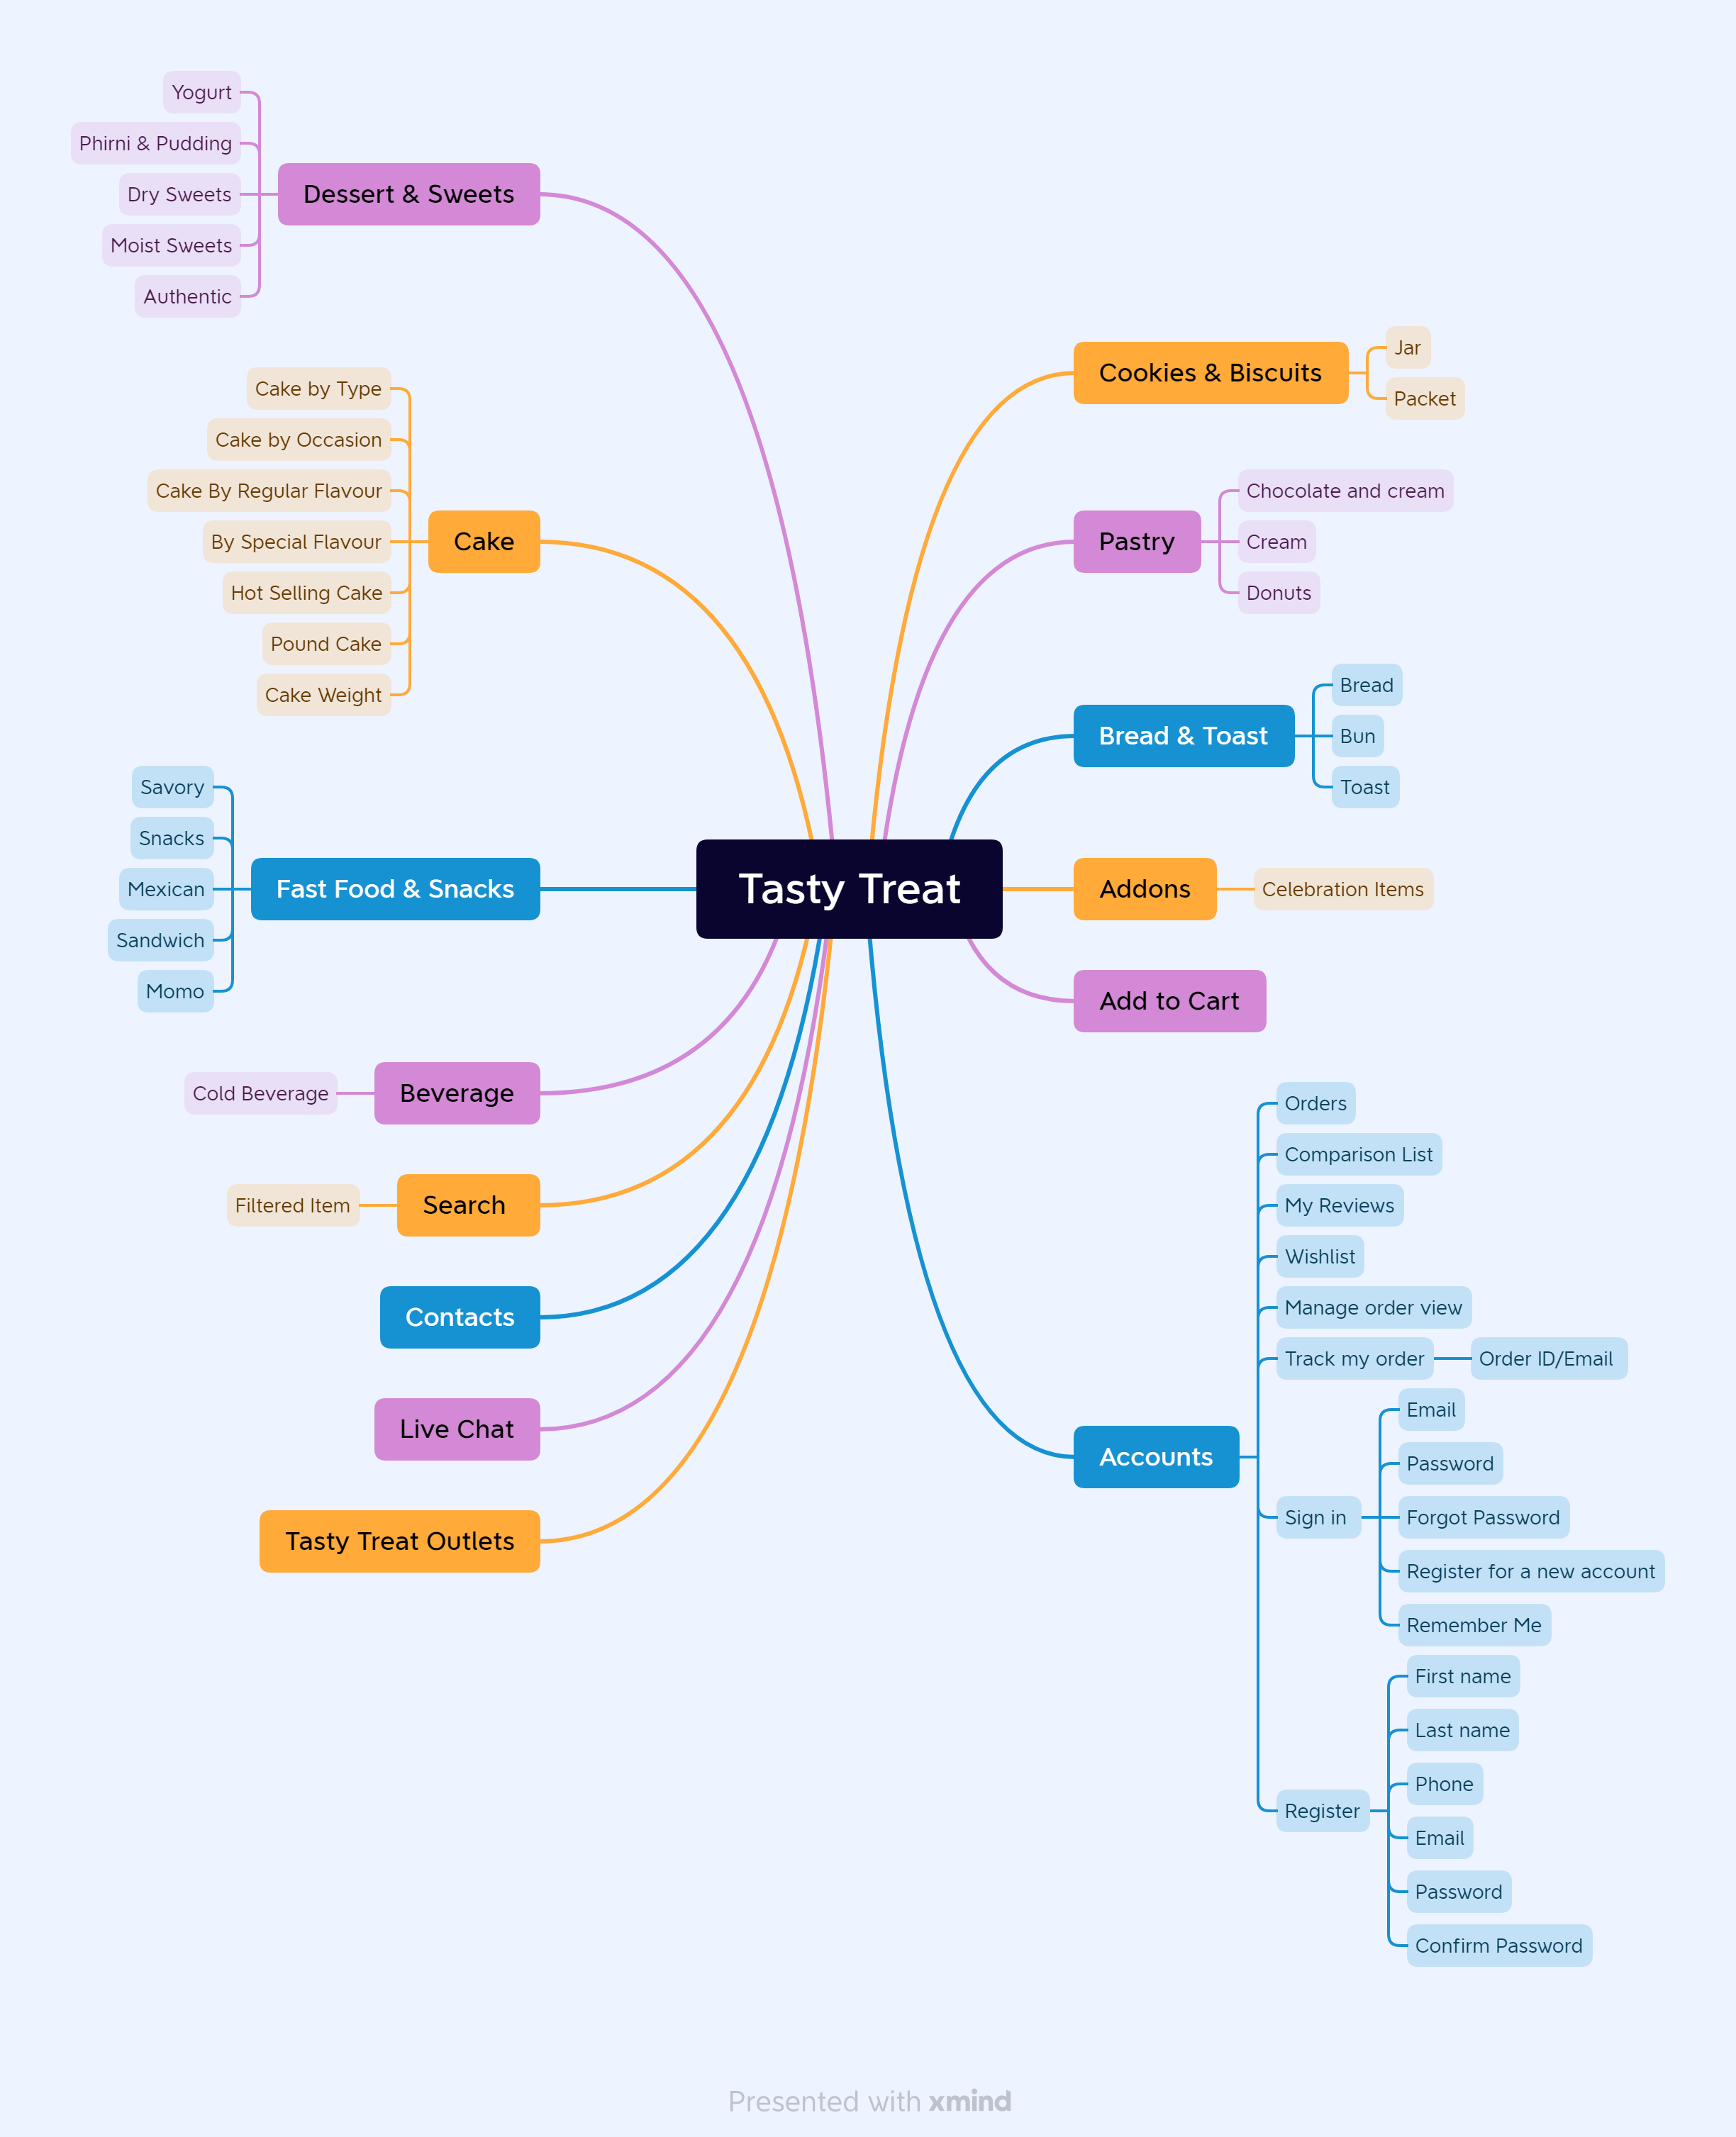 Tasty Treat
Cookies & Biscuits
Jar
Packet
Pastry
Chocolate and cream
Cream
Donuts
Bread & Toast
Bread
Bun
Toast
Addons
Celebration Items
Add to Cart
Accounts
Orders
Comparison List
My Reviews
Wishlist
Manage order view
Track my order
Order ID/Email
Sign in
Email
Password
Forgot Password
Register for a new account
Remember Me
Register
First name
Last name
Phone
Email
Password
Confirm Password
Dessert & Sweets
Yogurt
Phirni & Pudding
Dry Sweets
Moist Sweets
Authentic
Cake
Cake by Type
Cake by Occasion
Cake By Regular Flavour
By Special Flavour
Hot Selling Cake
Pound Cake
Cake Weight
Fast Food & Snacks
Savory
Snacks
Mexican
Sandwich
Momo
Beverage
Cold Beverage
Search
Filtered Item
Contacts
Live Chat
Tasty Treat Outlets
Presented with xmind